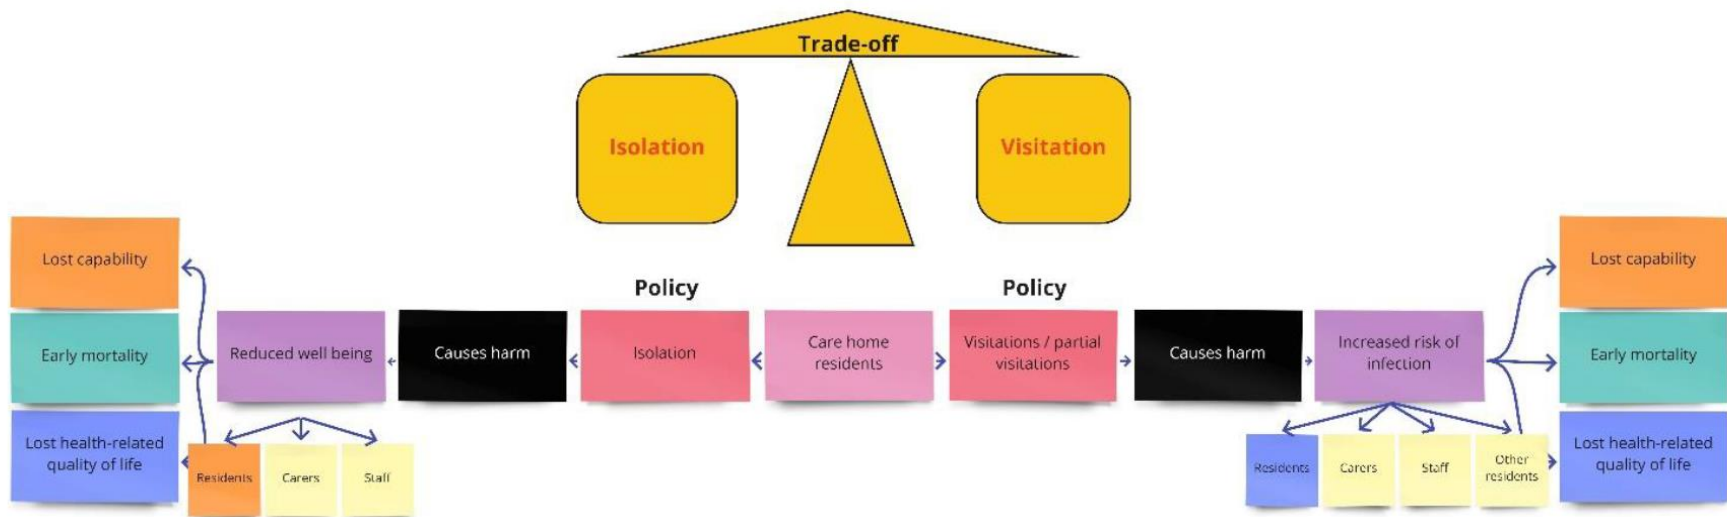 Trade-off
Isolation
Visitation
Policy
Policy
Lost capability
Early mortality
Lost health-related
quality of life
Reduced well being
Causes harm
Isolation
Care home
residents
Visitations / partial
visitations
Causes harm
Increased risk of
infection
Lost capability
Early mortality
Lost health-related
quality of life
Residents
Carers
Staff
Residents
Carers
Staff
Other
residents